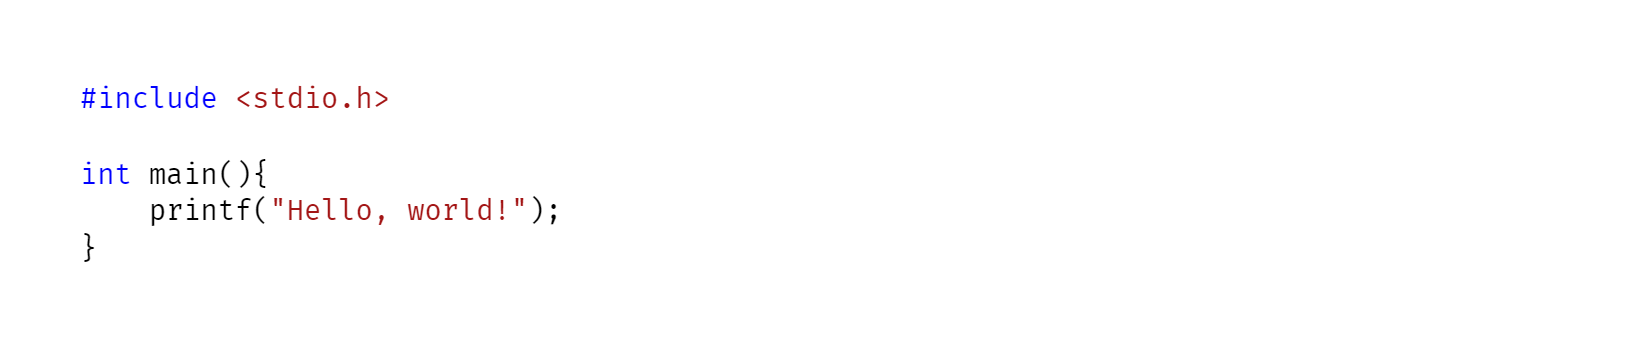 #include <stdio.h>

int main(){
    printf("Hello, world!");
}